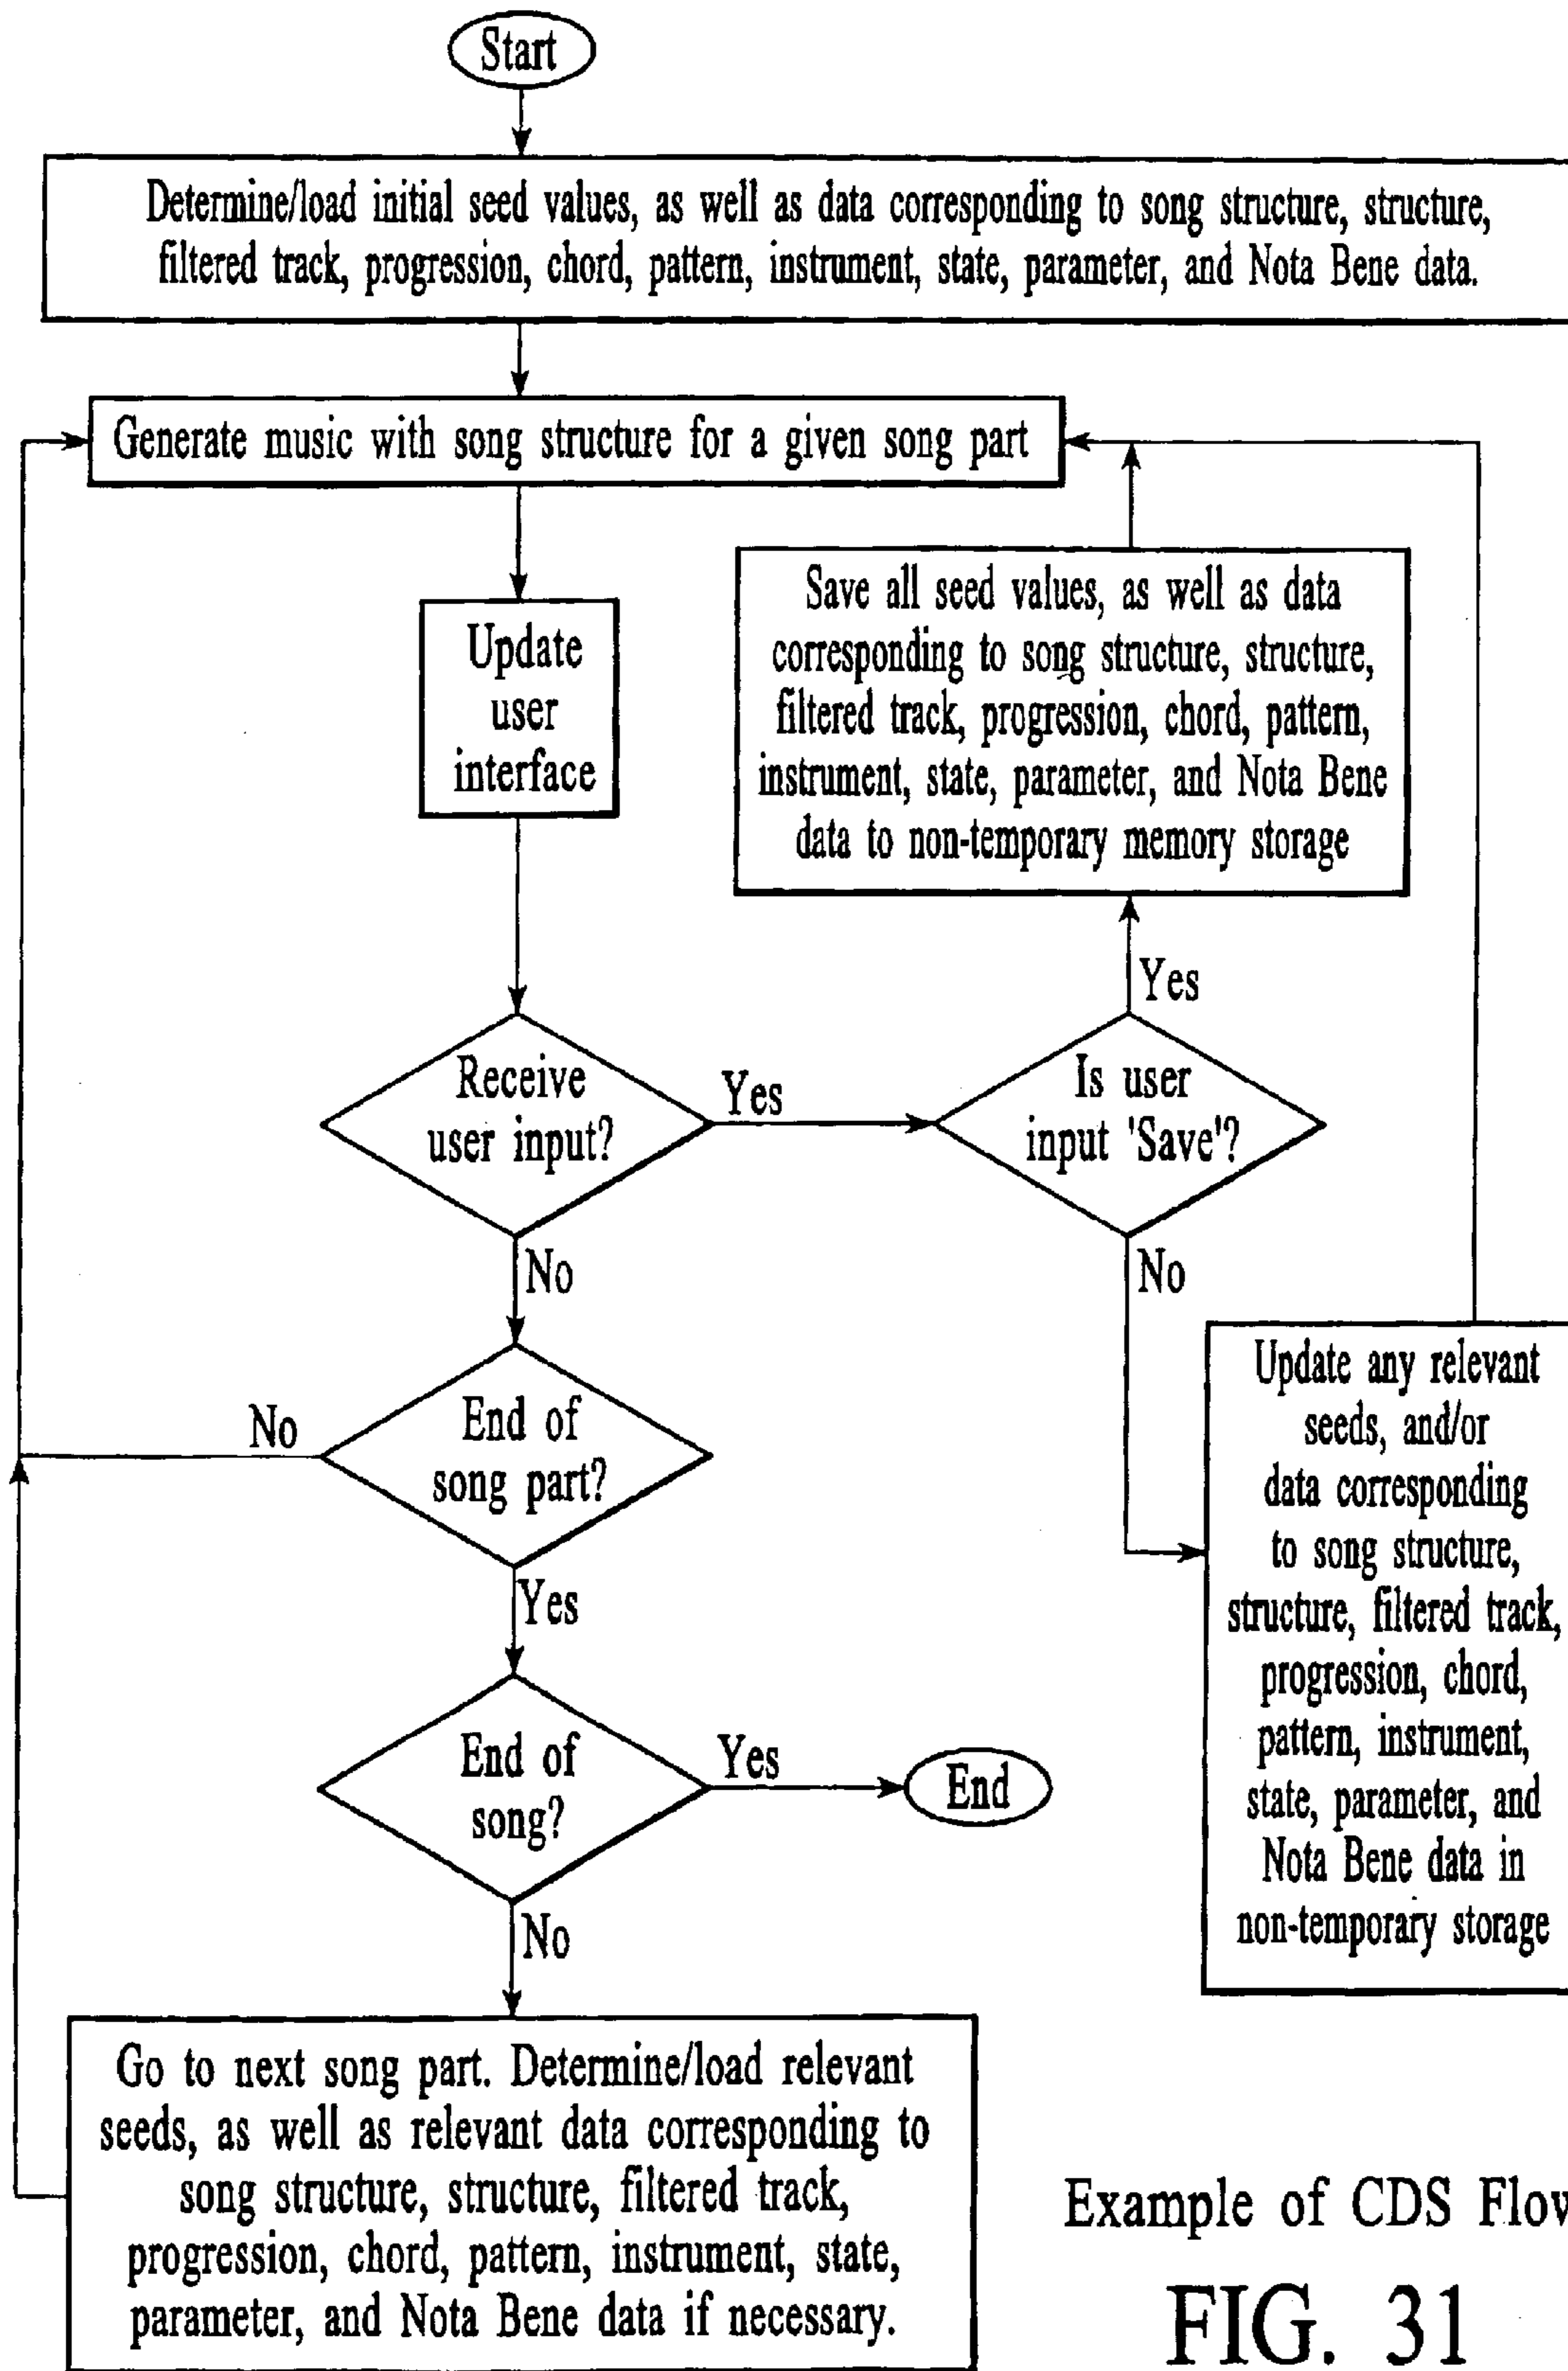 Start
Determine/load initial seed values, as well as data corresponding to song structure, structure,
filtered track, progression, chord, pattern, instrument, state, parameter, and Nota Bene data.
Generate music with song structure for a given song part
Update
user
interface
Save all seed values, as well as data
corresponding to song structure, structure,
filtered track, progression, chord, pattern,
instrument, state, parameter, and Nota Bene
data to non-temporary memory storage
Yes
Receive
user input?
Yes
Is user
input 'Save'?
No
No
Update any relevant
seeds, and/or
data corresponding
to song structure,
structure, filtered track,
progression, chord,
pattern, instrument,
state, parameter, and
Nota Bene data in
non-temporary storage
End of
song part?
No
Yes
End of
song?
Yes
End
No
Go to next song part. Determine/load relevant
seeds, as well as relevant data corresponding to
song structure, structure, filtered track,
progression, chord, pattern, instrument, state,
parameter, and Nota Bene data if necessary.
Example of CDS Flow
FIG. 31